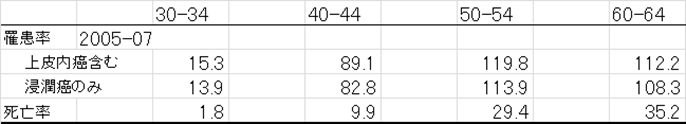 30-34 40-44 50-54 60-64
罹患率 2005-07
上皮内癌含む 15.3 89.1 119.8 112.2
浸潤癌のみ 13.9 82.8 113.9 108.3
死亡率 1.8 9.9 29.4 35.2